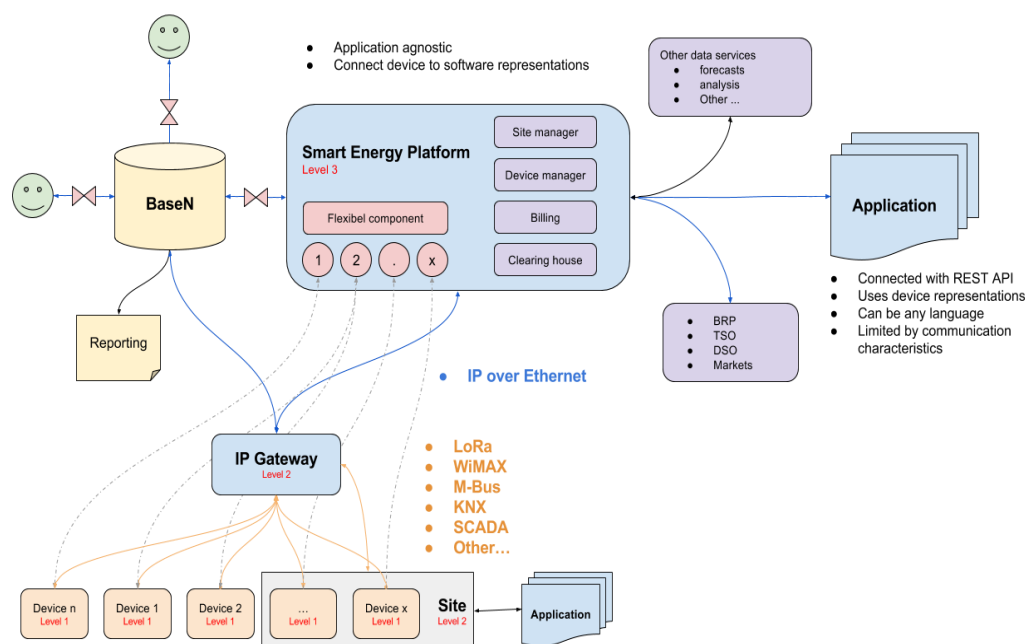 Application agnostic
Connect device to software representations
Other data services
forecasts
analysis
Other ...
Smart Energy Platform
Level 3
Site manager
Device manager
Billing
Clearing house
Flexibel component
1
2
.
x
BaseN
Reporting
Application
Connected with REST API
Uses device representations
Can be any language
Limited by communication
characteristics
BRP
TSO
DSO
Markets
IP over Ethernet
IP Gateway
Level 2
LoRa
WiMAX
M-Bus
KNX
SCADA
Other…
Device n
Level 1
Device 1
Level 1
Device 2
Level 1
…
Level 1
Device x
Level 1
Site
Level 2
Application